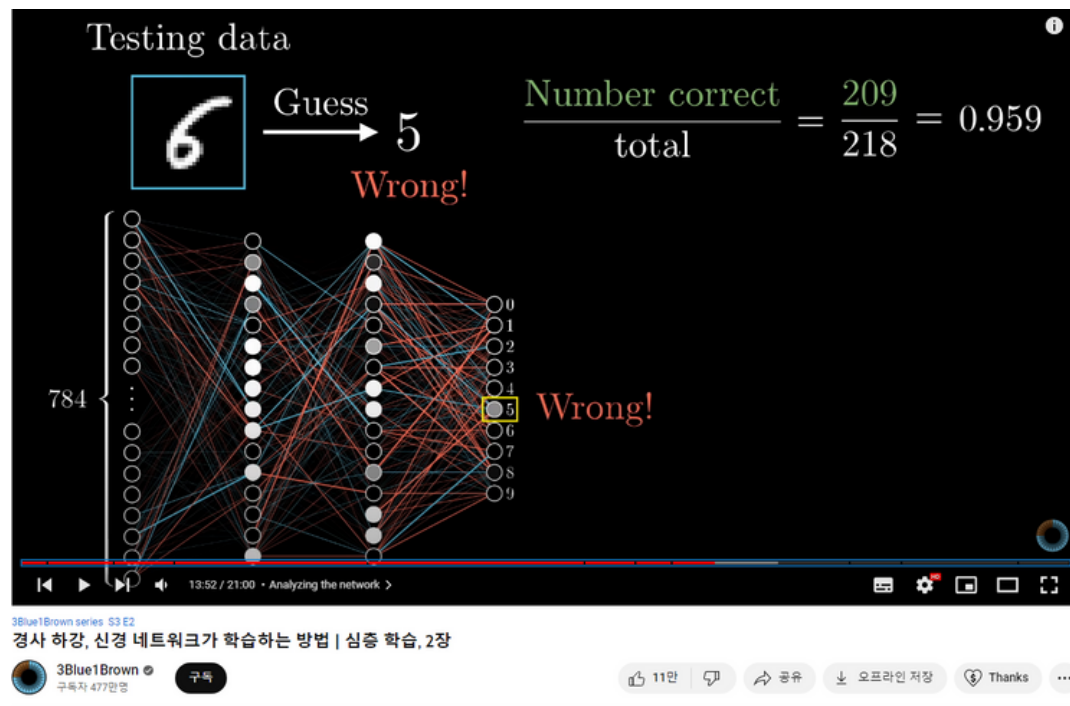 Testing data
6
Guess
5
Wrong!
Number correct
total
=
209
218
= 0.959
784
0
1
2
3
4
5
6
7
8
9
Wrong!
13:52 / 21:00 • Analyzing the network >
HD
3Blue1Brown series S3 E2
경사 하강, 신경 네트워크가 학습하는 방법 | 심층 학습, 2장
3Blue1Brown
구독자 477만명
구독
11만
공유
오프라인 저장
Thanks